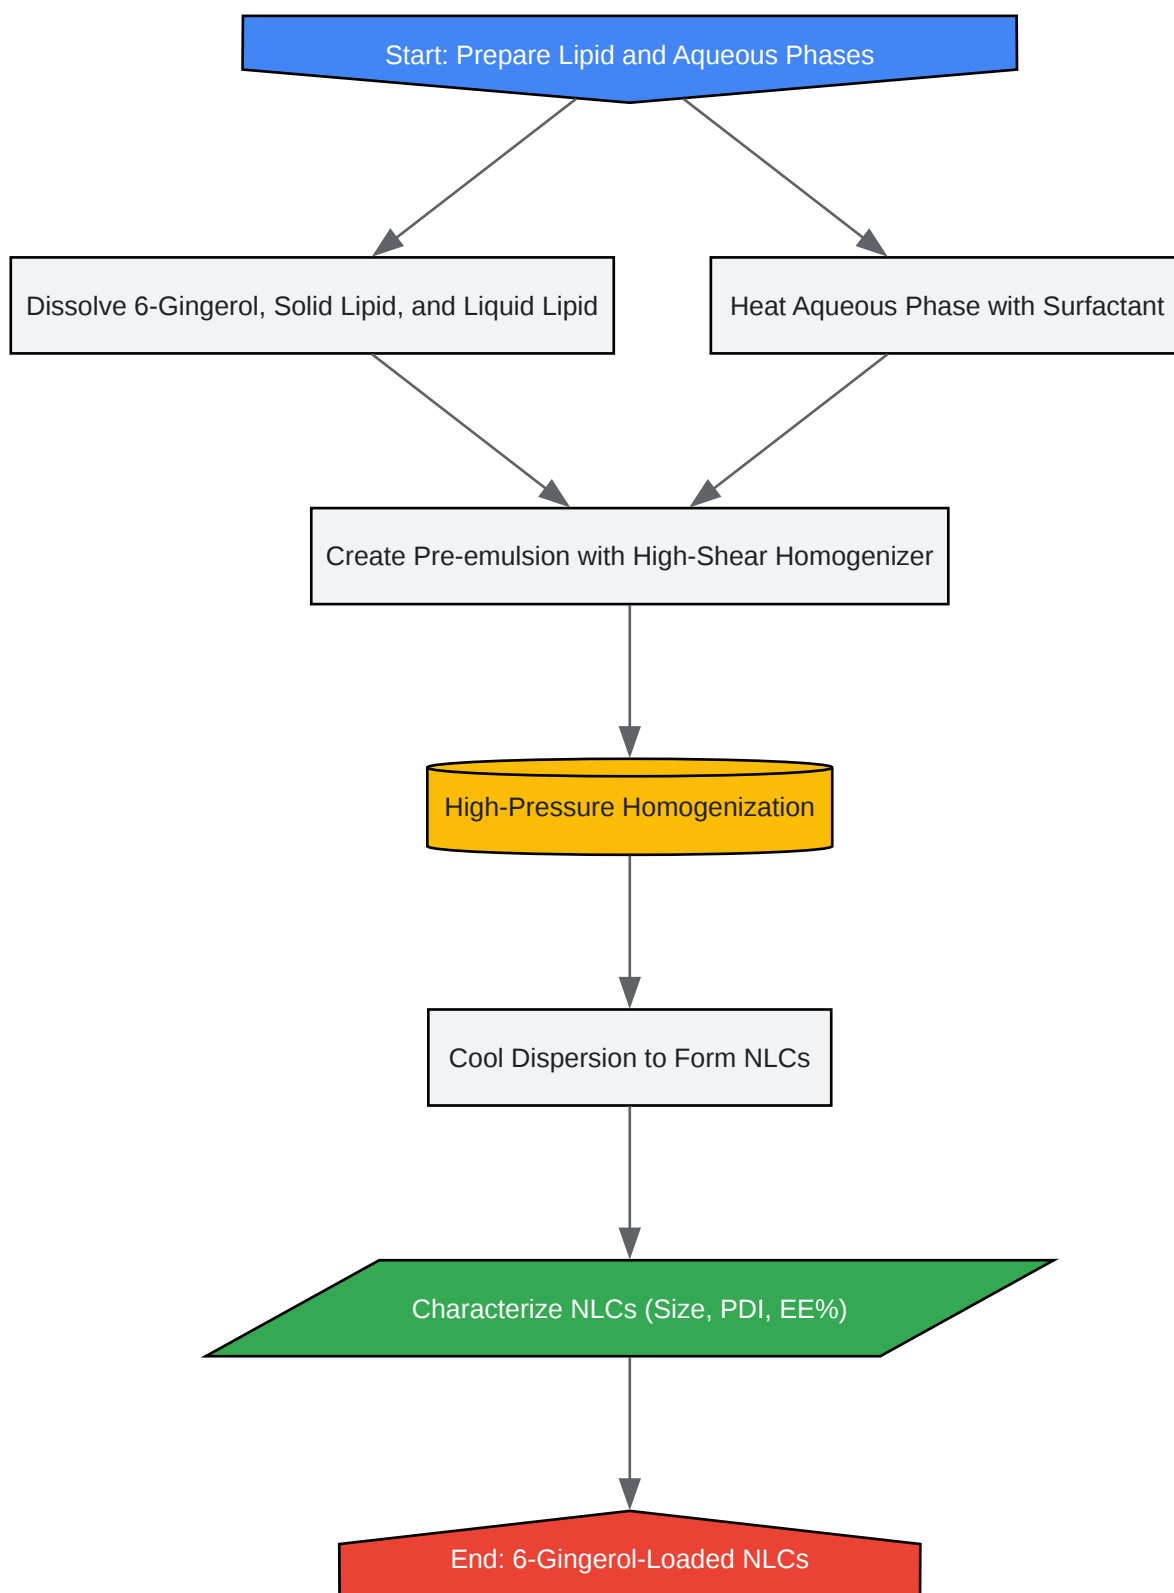 Start: Prepare Lipid and Aqueous Phases
Dissolve 6-Gingerol, Solid Lipid, and Liquid Lipid
Heat Aqueous Phase with Surfactant
Create Pre-emulsion with High-Shear Homogenizer
High-Pressure Homogenization
Cool Dispersion to Form NLCs
Characterize NLCs (Size, PDI, EE%)
End: 6-Gingerol-Loaded NLCs